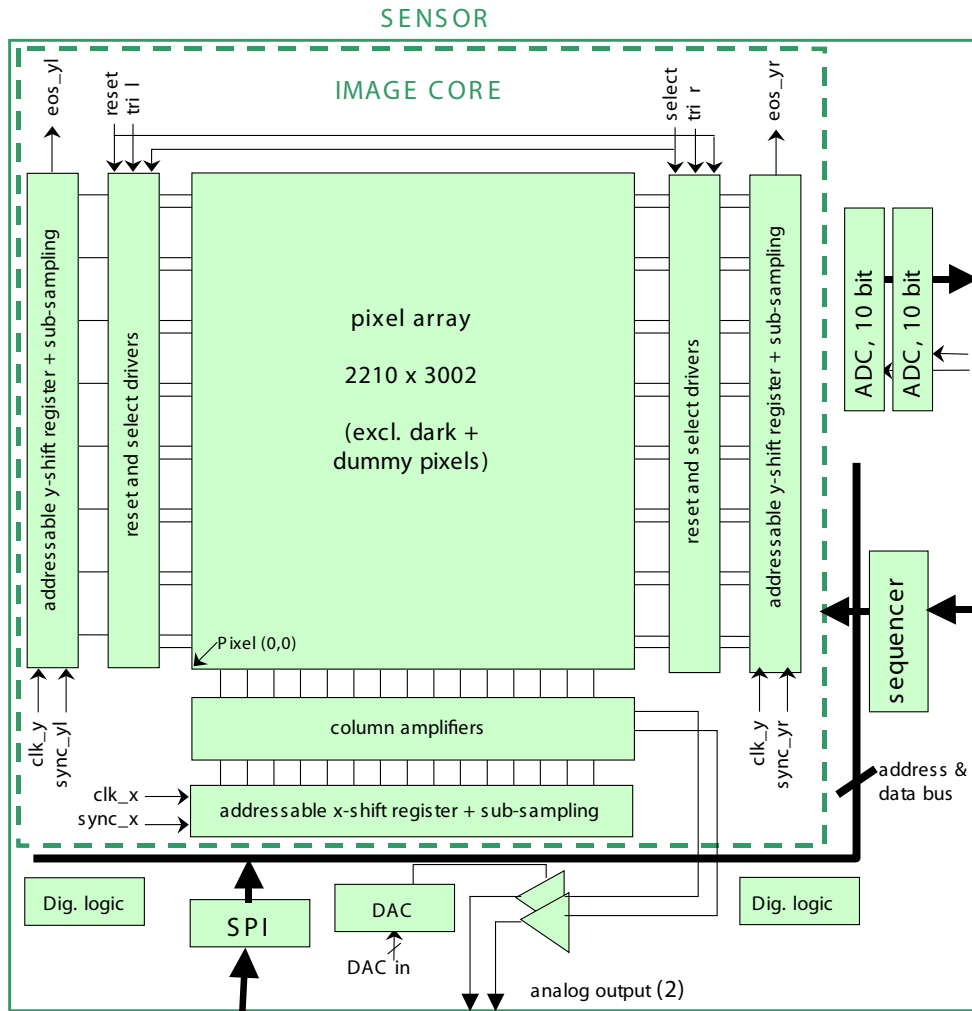 SENSOR
IMAGE CORE
eos_yl
reset
tri_l
select
tri_r
eos_yr
addressable y-shift register + sub-sampling
reset and select drivers
pixel array
2210 x 3002
(excl. dark +
dummy pixels)
reset and select drivers
addressable y-shift register + sub-sampling
ADC, 10 bit
ADC, 10 bit
Pixel (0,0)
sequencer
clk_y
sync_yl
column amplifiers
clk_y
sync_yr
address &
data bus
clk_x
sync_x
addressable x-shift register + sub-sampling
Dig. logic
SPI
DAC
DAC in
Dig. logic
analog output (2)